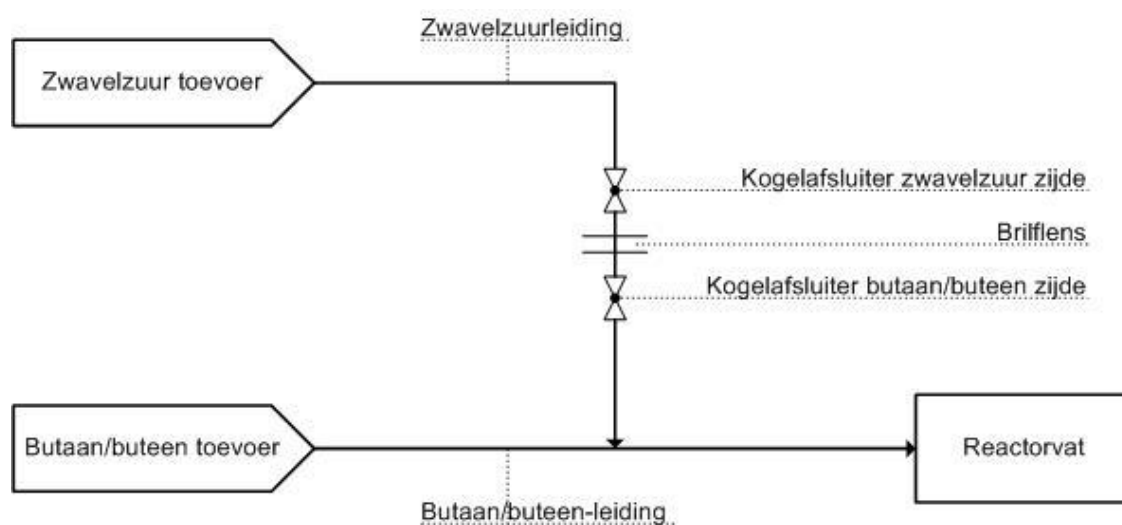 Zwavelzuurleiding
Zwavelzuur toevoer
Kogelafsluiter zwavelzuur zijde
Brilflens
Kogelafsluiter butaan/buteen zijde
Butaan/buteen toevoer
Reactorvat
Butaan/buteen-leiding